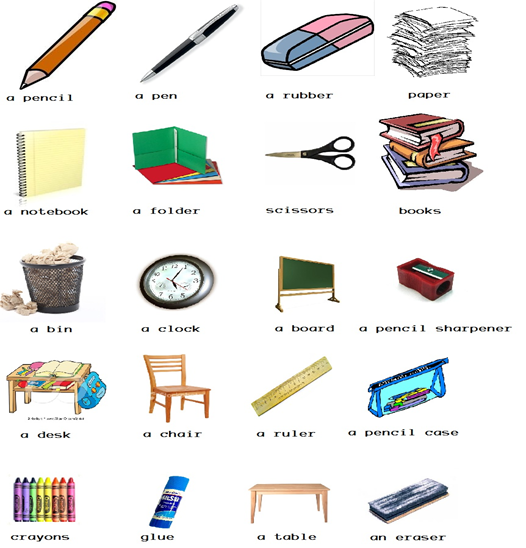 a pencil
a pen
a rubber
paper
a notebook
a folder
scissors
books
a bin
a clock
a board
a pencil sharpener
a desk
a chair
a ruler
a pencil case
crayons
glue
a table
an eraser